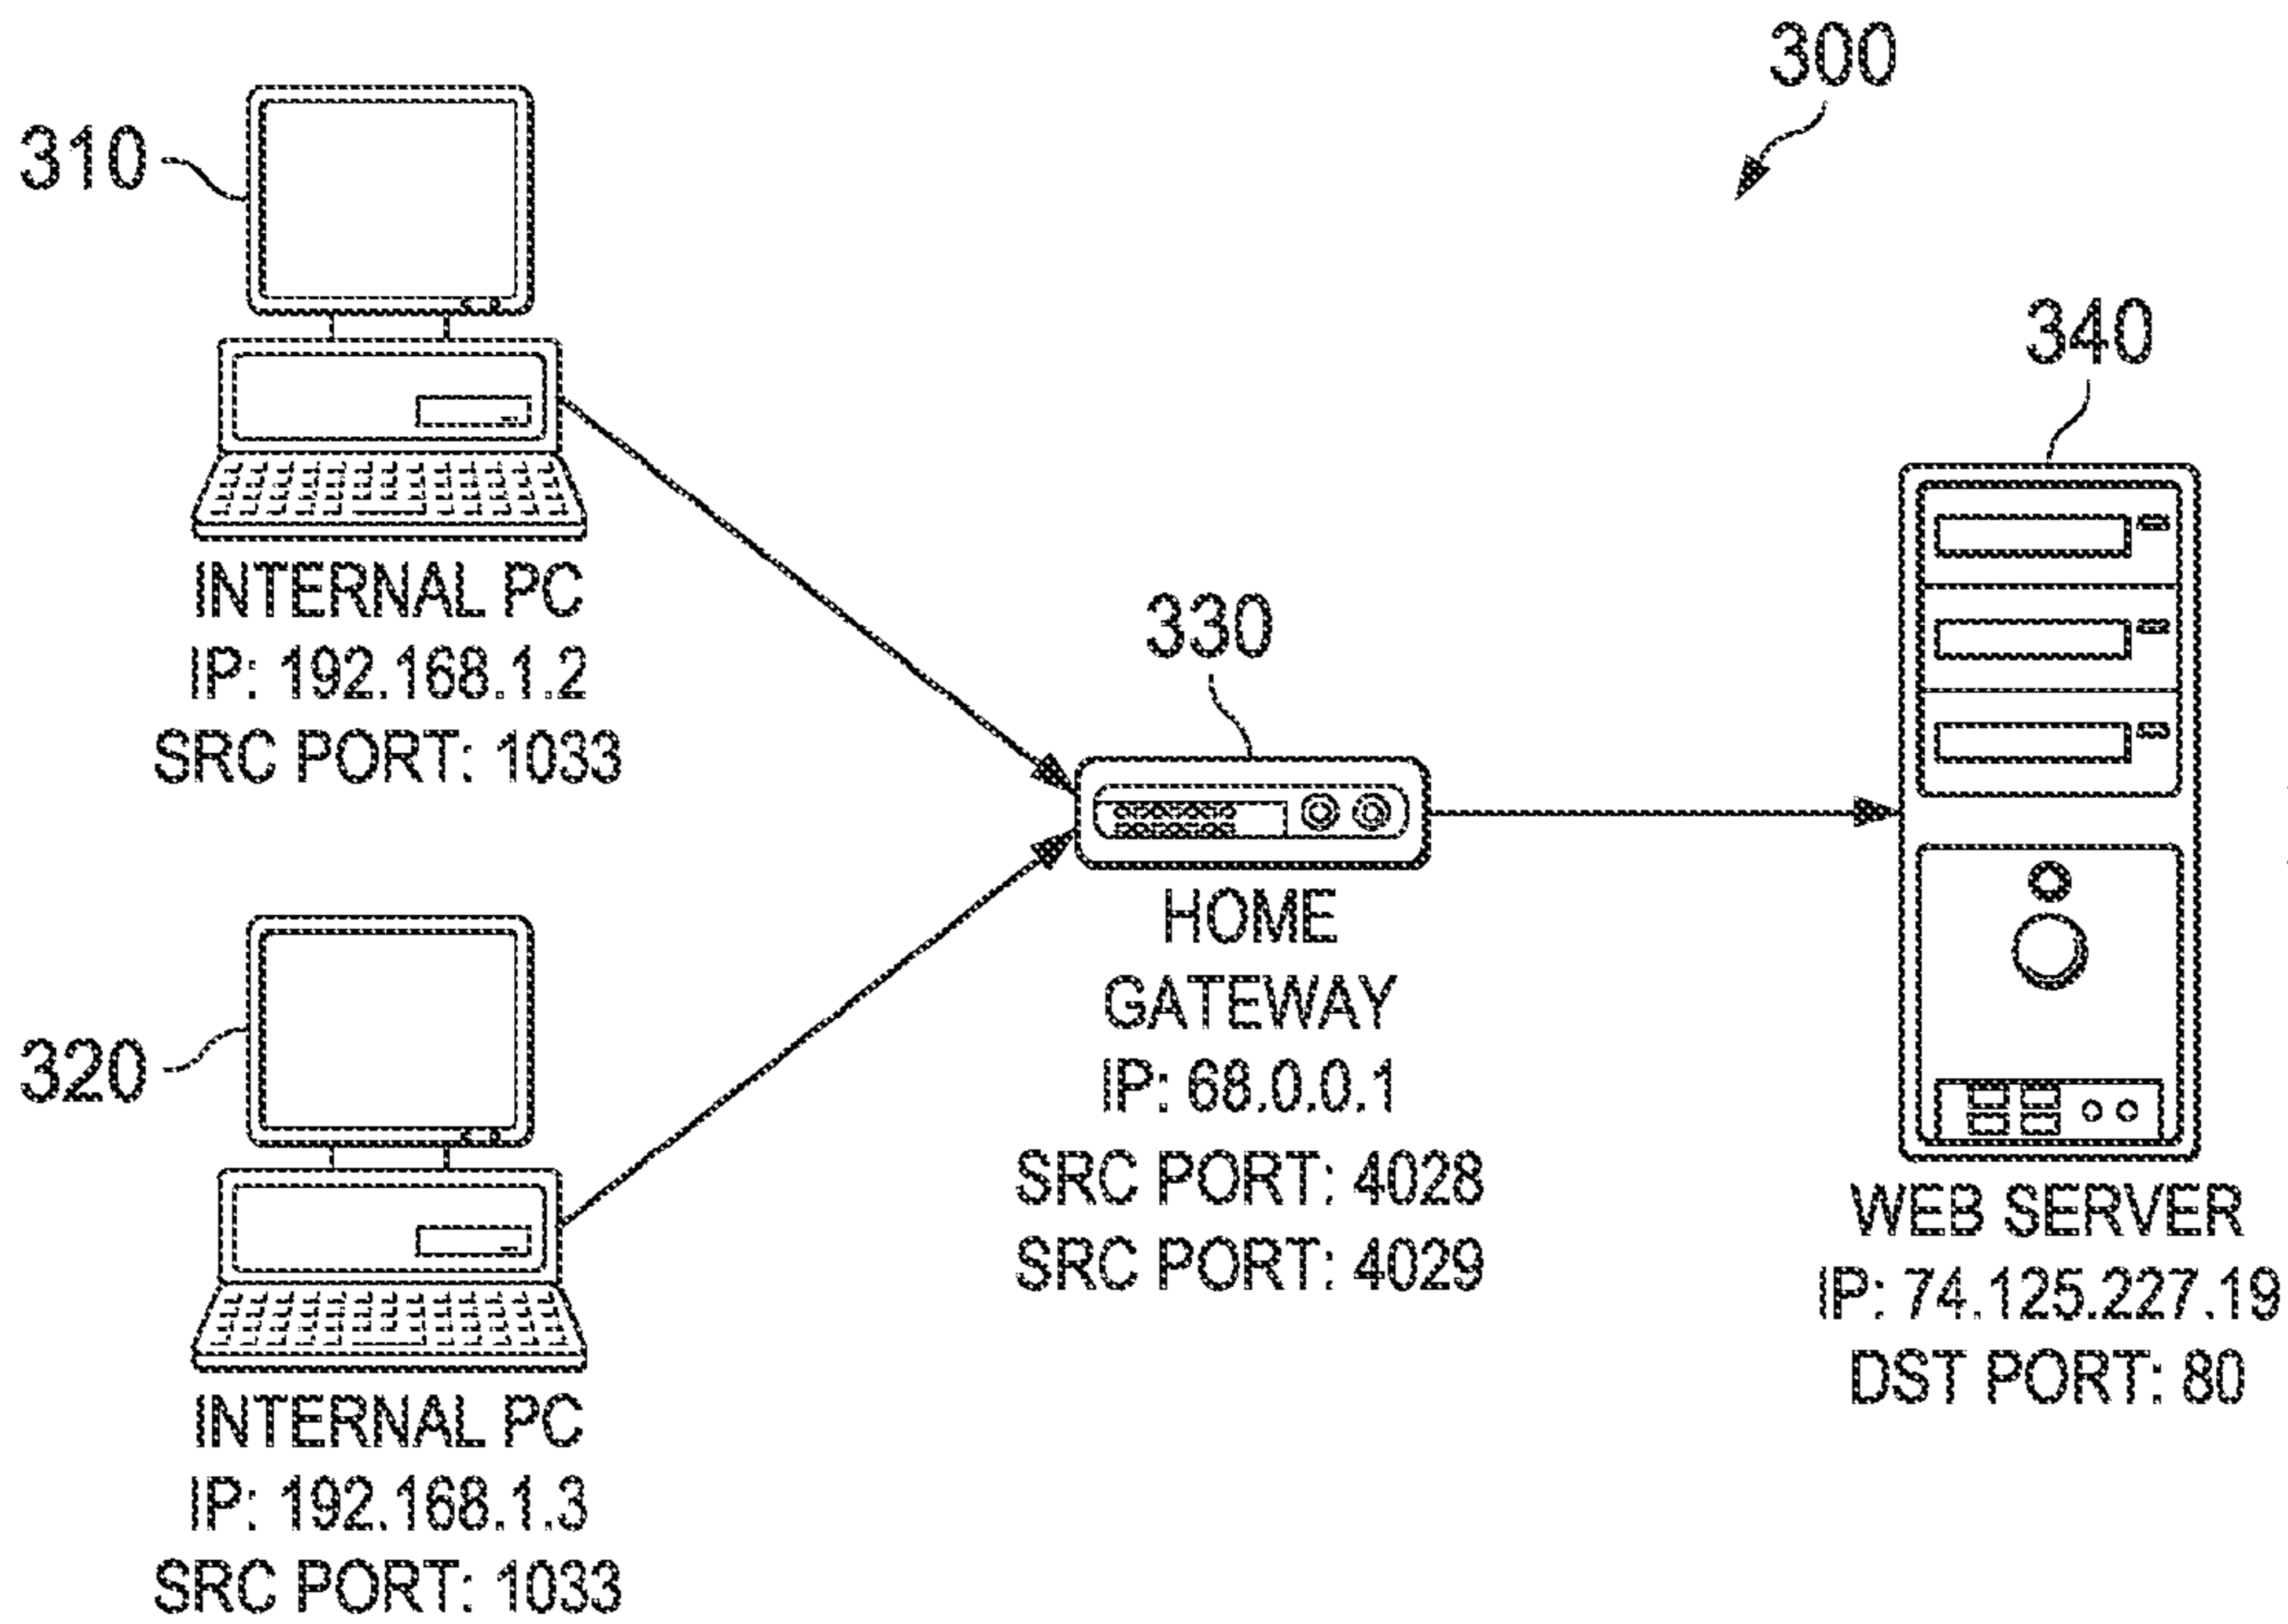 300
310
INTERNAL PC
IP: 192.168.1.2
SRC PORT: 1033
320
INTERNAL PC
IP: 192.168.1.3
SRC PORT: 1033
330
HOME
GATEWAY
IP: 68.0.0.1
SRC PORT: 4028
SRC PORT: 4029
340
WEB SERVER
IP: 74.125.227.19
DST PORT: 80